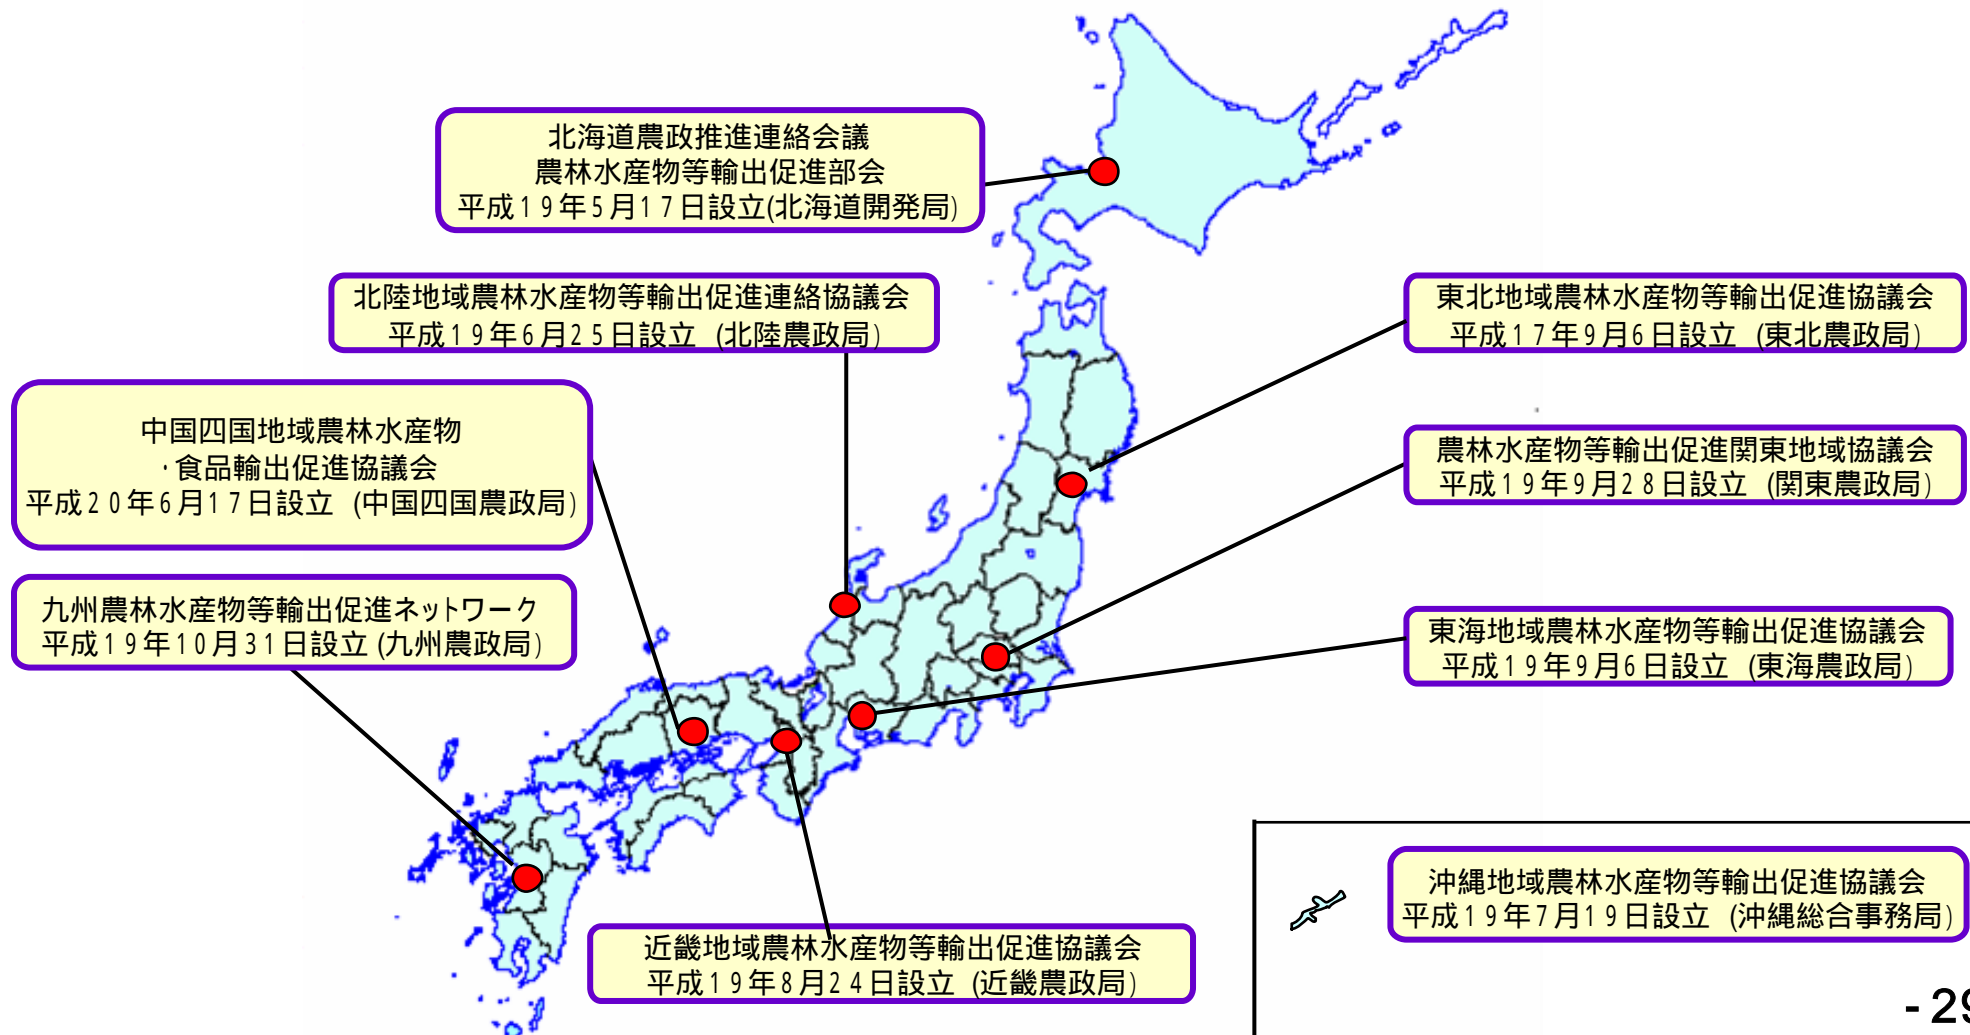 北海道農政推進連絡会議
農林水産物等輸出促進部会
平成19年5月17日設立(北海道開発局)
北陸地域農林水産物等輸出促進連絡協議会
平成19年6月25日設立 (北陸農政局)
東北地域農林水産物等輸出促進協議会
平成17年9月6日設立 (東北農政局)
中国四国地域農林水産物
・食品輸出促進協議会
平成20年6月17日設立 (中国四国農政局)
農林水産物等輸出促進関東地域協議会
平成19年9月28日設立 (関東農政局)
九州農林水産物等輸出促進ネットワーク
平成19年10月31日設立 (九州農政局)
東海地域農林水産物等輸出促進協議会
平成19年9月6日設立 (東海農政局)
沖縄地域農林水産物等輸出促進協議会
平成19年7月19日設立 (沖縄総合事務局)
近畿地域農林水産物等輸出促進協議会
平成19年8月24日設立 (近畿農政局)
-29